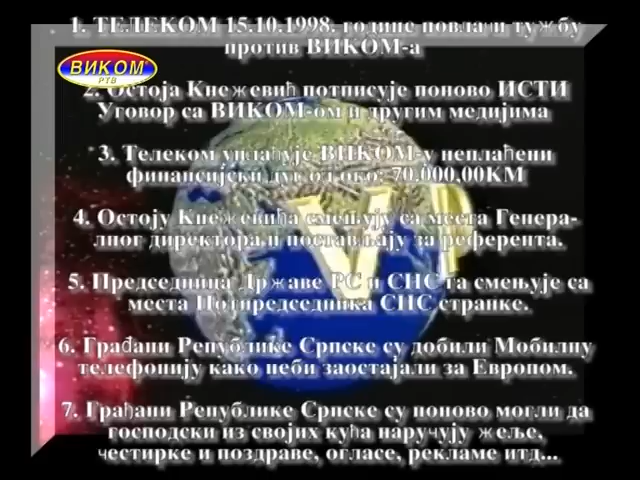 1. ТЕЛЕКОМ 15.10.1998. године повлачи тужбу
против ВИКОМ-а
ВИКОМ
РТВ
2. Остоја Кнежевић потписује поново ИСТИ
Уговор са ВИКОМ-ом и другим медијима
3. Телеком уплаћује ВИКОМ-у неплаћени
финансијски дуг од око: 70.000,00КМ
4. Остоју Кнежевића смењују са места Генера-
лног директора и постављају за референта.
5. Председница Државе РС и СНС га смењује са
места Потпредседника СНС странке.
6. Грађани Републике Српске су добили Мобилну
телефонију како неби заостајали за Европом.
7. Грађани Републике Српске су поново могли да
господски из својих кућа наручују жеље,
честирке и поздраве, огласе, рекламе итд...
V